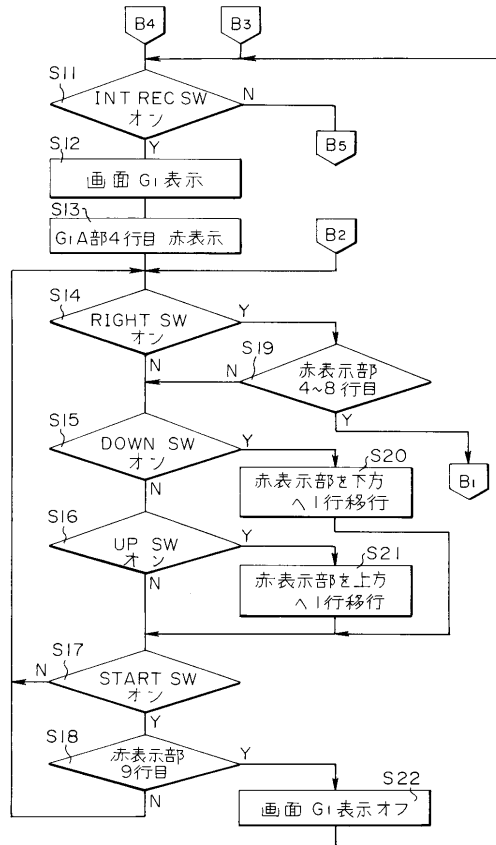 B4
B3
S11
INT REC SW
オン
N
Y
B5
S12
画面 G1表示
S13
G1A部4行目 赤表示
B2
S14
RIGHT SW
オン
Y
N
S19
赤表示部
4~8行目
N
Y
B1
S15
DOWN SW
オン
Y
N
S20
赤表示部を下方
へ1行移行
S16
UP SW
オン
Y
N
S21
赤表示部を上方
へ1行移行
S17
START SW
オン
N
Y
S18
赤表示部
9行目
Y
N
S22
画面 G1表示オフ